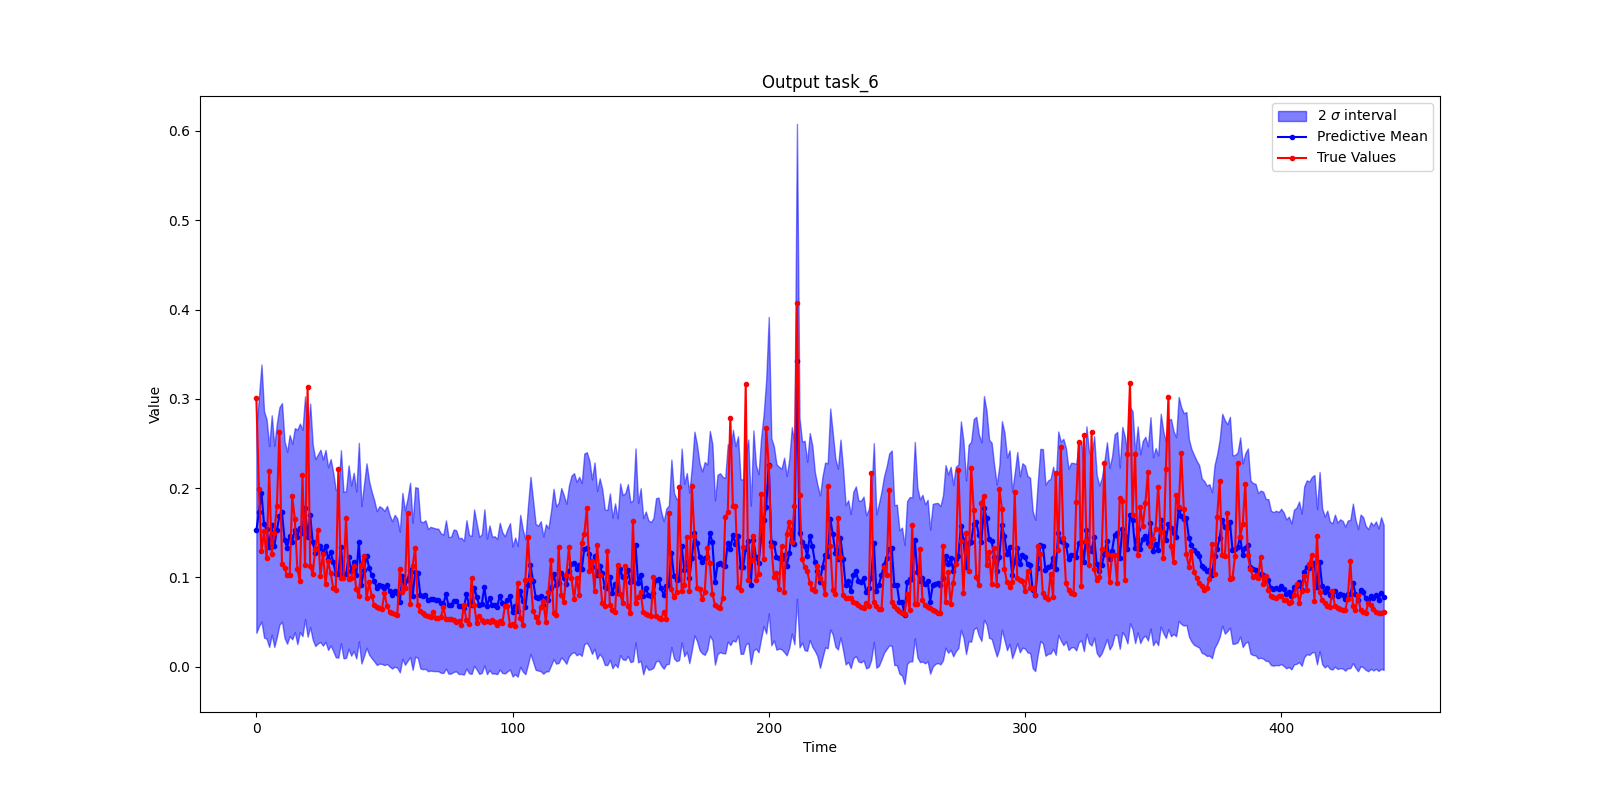 Output task_6
2 σ interval
Predictive Mean
True Values
Value
0.6
0.5
0.4
0.3
0.2
0.1
0.0
0
100
200
300
400
Time